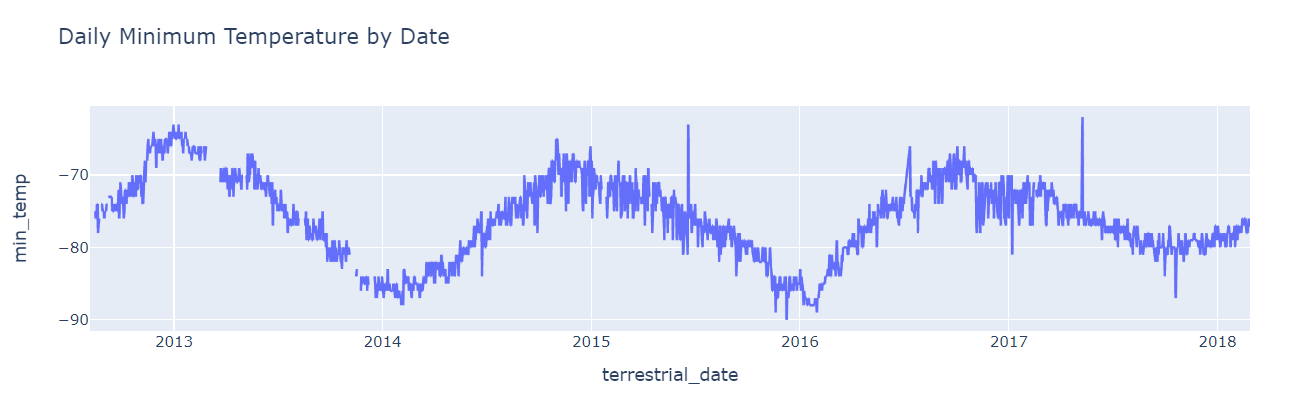 Daily Minimum Temperature by Date
min_temp
−70
−80
−90
2013 2014 2015 2016 2017 2018
terrestrial_date